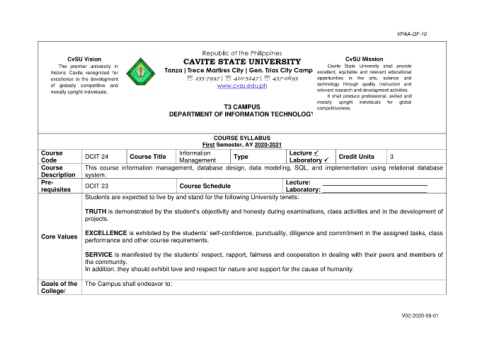 VPAA-QF-10
CvSU Vision
The premier university in
historic Cavite recognized for
excellence in the development
of globally competitive and
morally upright individuals.
Republic of the Philippines
CAVITE STATE UNIVERSITY
Tanza | Trece Martires City | Gen. Trias City Camp
☏ 235-7997 | ☏ 410-5247 | ☏ 437-0693
www.cvsu.edu.ph
T3 CAMPUS
DEPARTMENT OF INFORMATION TECHNOLOGY
CvSU Mission
Cavite State University shall provide
excellent, equitable and relevant educational
opportunities in the arts, science and
technology through quality instruction and
relevant research and development activities.
It shall produce professional, skilled and
morally upright individuals for global
competitiveness.
COURSE SYLLABUS
First Semester, AY 2020-2021
Course Code DCIT 24 Course Title Information Management Type Lecture ✓ Laboratory ✓ Credit Units 3
Course Description This course information management, database design, data modeling, SQL, and implementation using relational database
system.
Pre-requisites DCIT 23 Course Schedule Lecture:
Laboratory:
Core Values
Students are expected to live by and stand for the following University tenets:
TRUTH is demonstrated by the student's objectivity and honesty during examinations, class activities and in the development of
projects.
EXCELLENCE is exhibited by the students' self-confidence, punctuality, diligence and commitment in the assigned tasks, class
performance and other course requirements.
SERVICE is manifested by the students' respect, rapport, fairness and cooperation in dealing with their peers and members of
the community.
In addition, they should exhibit love and respect for nature and support for the cause of humanity.
Goals of the College/ The Campus shall endeavor to:
V02-2020-06-01